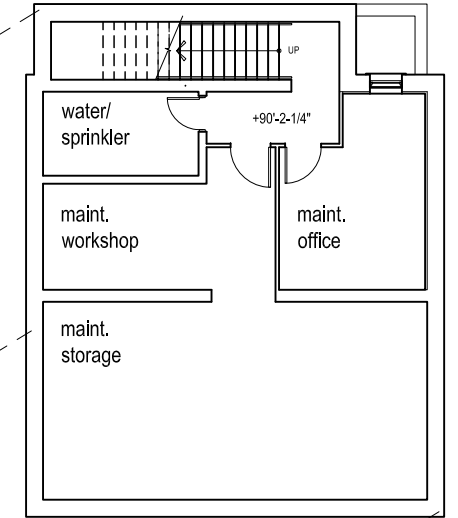 UP
water/
sprinkler
+90'-2-1/4"
maint.
workshop
maint.
office
maint.
storage